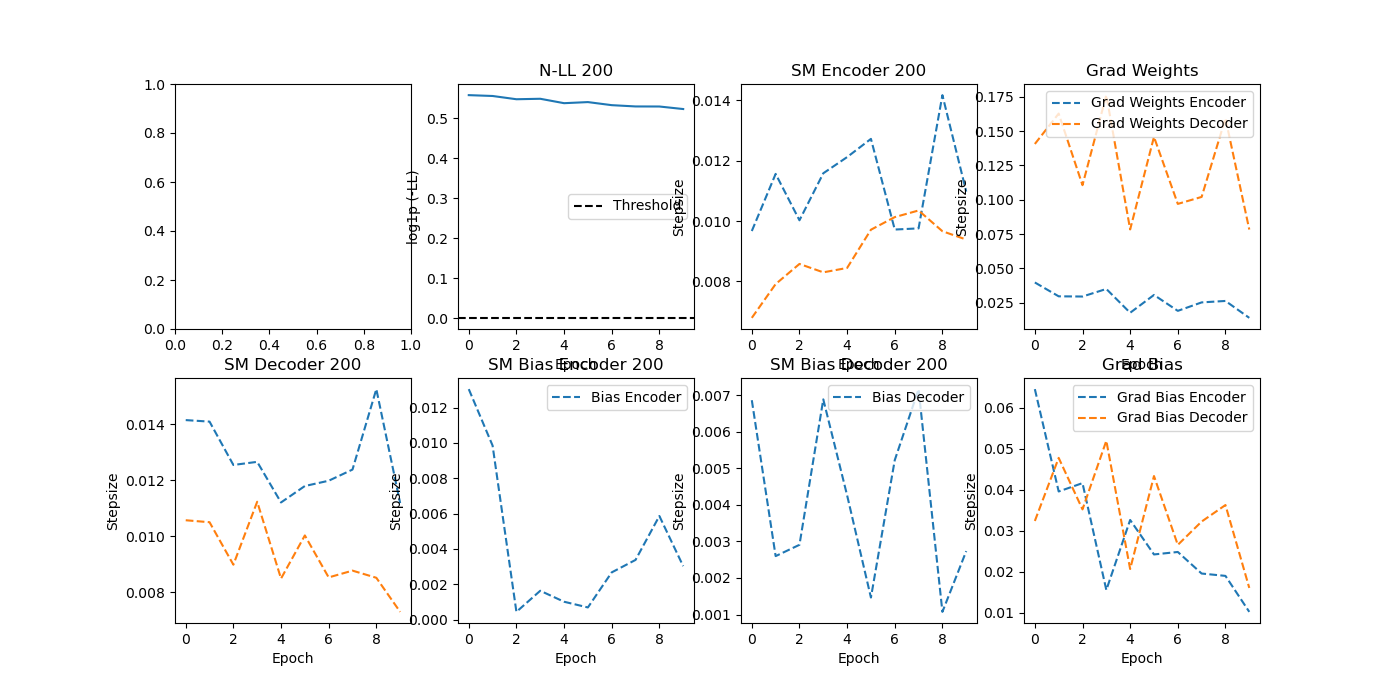 N-LL 200
SM Encoder 200
Grad Weights
1.0
0.8
0.6
0.4
0.2
0.0
0.0 0.2 0.4 0.6 0.8 1.0
log1p (-LL)
0.5
0.4
0.3
0.2
0.1
0.0
Threshold
0 2 4 6 8
Epoch
Stepsize
0.014
0.012
0.010
0.008
0 2 4 6 8
Epoch
Stepsize
0.175
0.150
0.125
0.100
0.075
0.050
0.025
Grad Weights Encoder
Grad Weights Decoder
0 2 4 6 8
Epoch
SM Decoder 200
Stepsize
0.014
0.012
0.010
0.008
0 2 4 6 8
Epoch
SM Bias Encoder 200
Stepsize
0.012
0.010
0.008
0.006
0.004
0.002
0.000
Bias Encoder
0 2 4 6 8
Epoch
SM Bias Decoder 200
Stepsize
0.007
0.006
0.005
0.004
0.003
0.002
0.001
Bias Decoder
0 2 4 6 8
Epoch
Grad Bias
Stepsize
0.06
0.05
0.04
0.03
0.02
0.01
Grad Bias Encoder
Grad Bias Decoder
0 2 4 6 8
Epoch